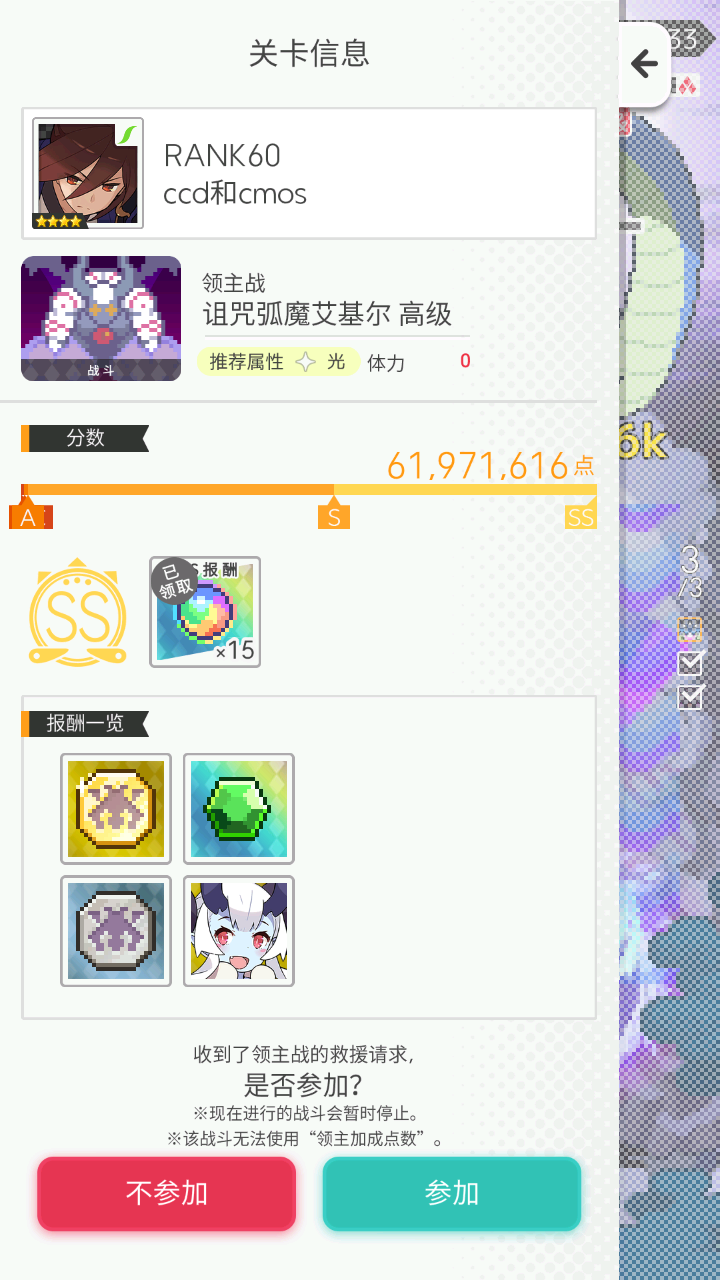 关卡信息
33
RANK60
ccd和cmos
领主战
诅咒弧魔艾基尔 高级
推荐属性 光 体力 0
战斗
分数
6k
61,971,616点
A S SS
3
/3
SS
已
领取
S报酬
×15
报酬一览
收到了领主战的救援请求,
是否参加?
※现在进行的战斗会暂时停止。
※该战斗无法使用“领主加成点数”。
不参加 参加